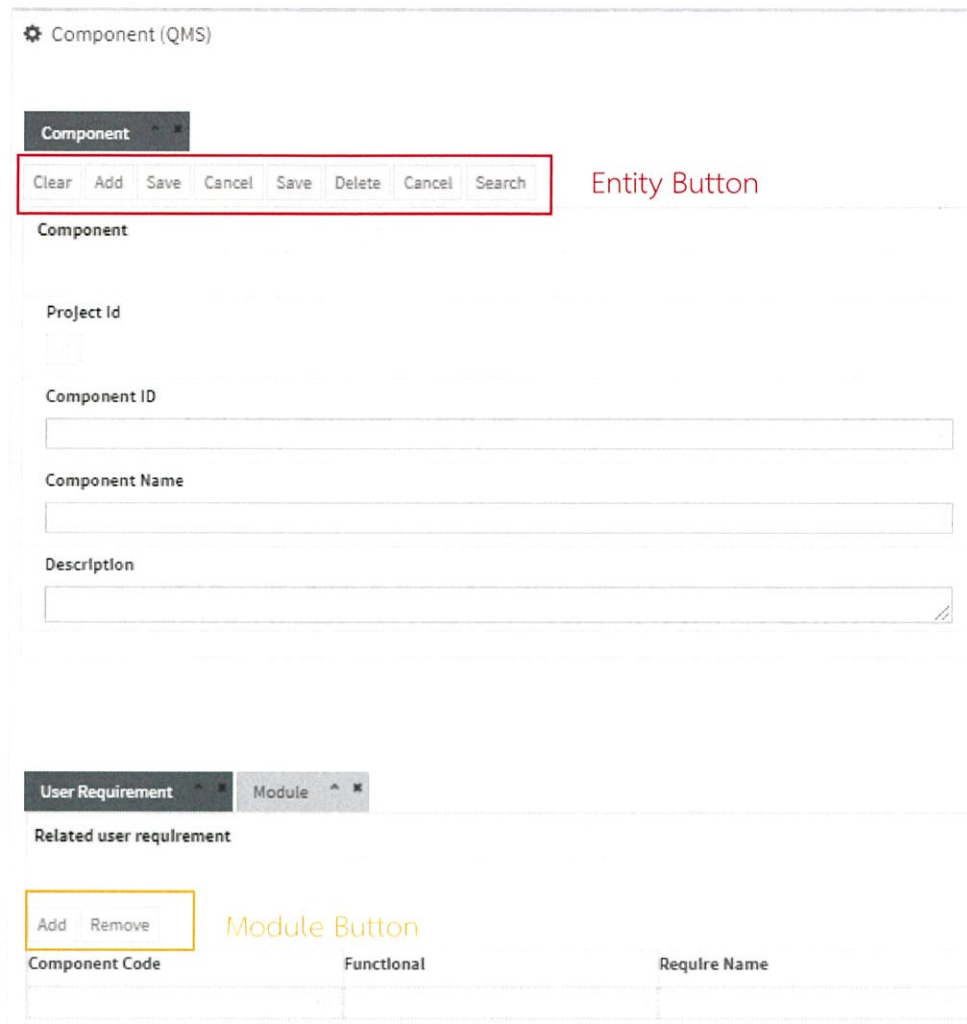 Component (QMS)
Component
Clear Add Save Cancel Save Delete Cancel Search
Entity Button
Component
Project Id
Component ID
Component Name
Description
User Requirement Module
Related user requirement
Add Remove
Module Button
Component Code Functional Require Name